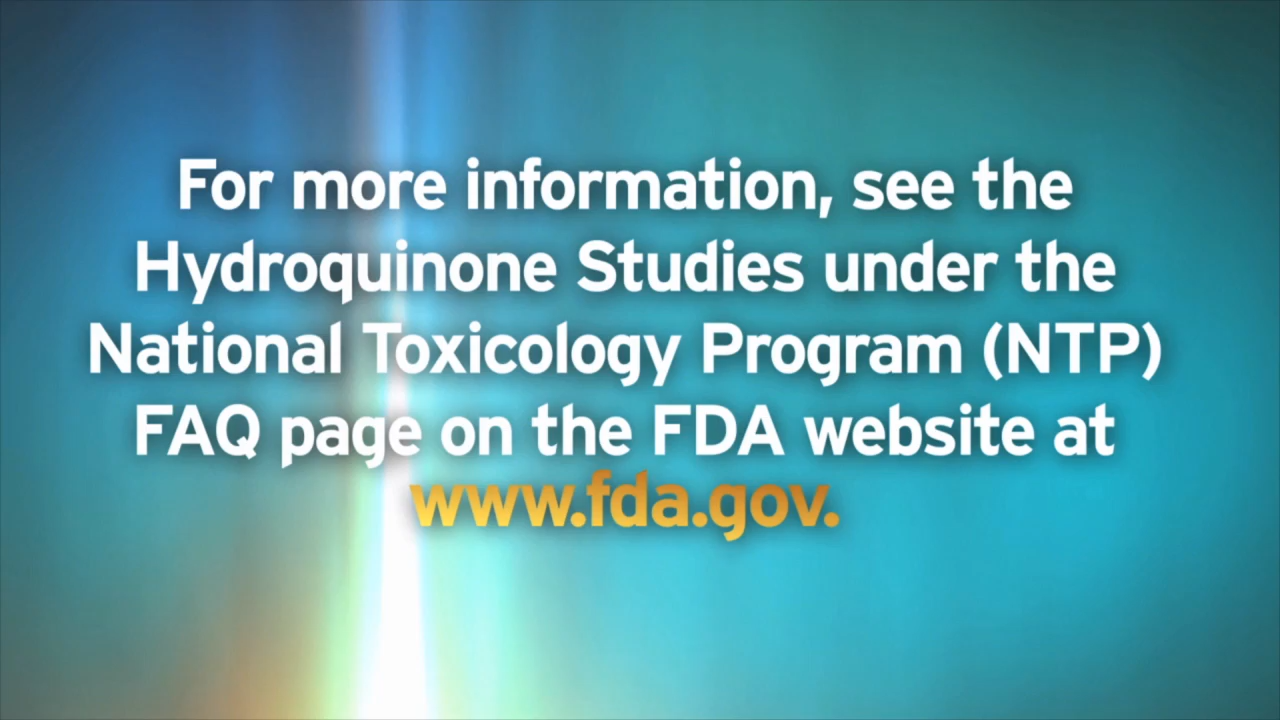 For more information, see the
Hydroquinone Studies under the
National Toxicology Program (NTP)
FAQ page on the FDA website at
www.fda.gov.